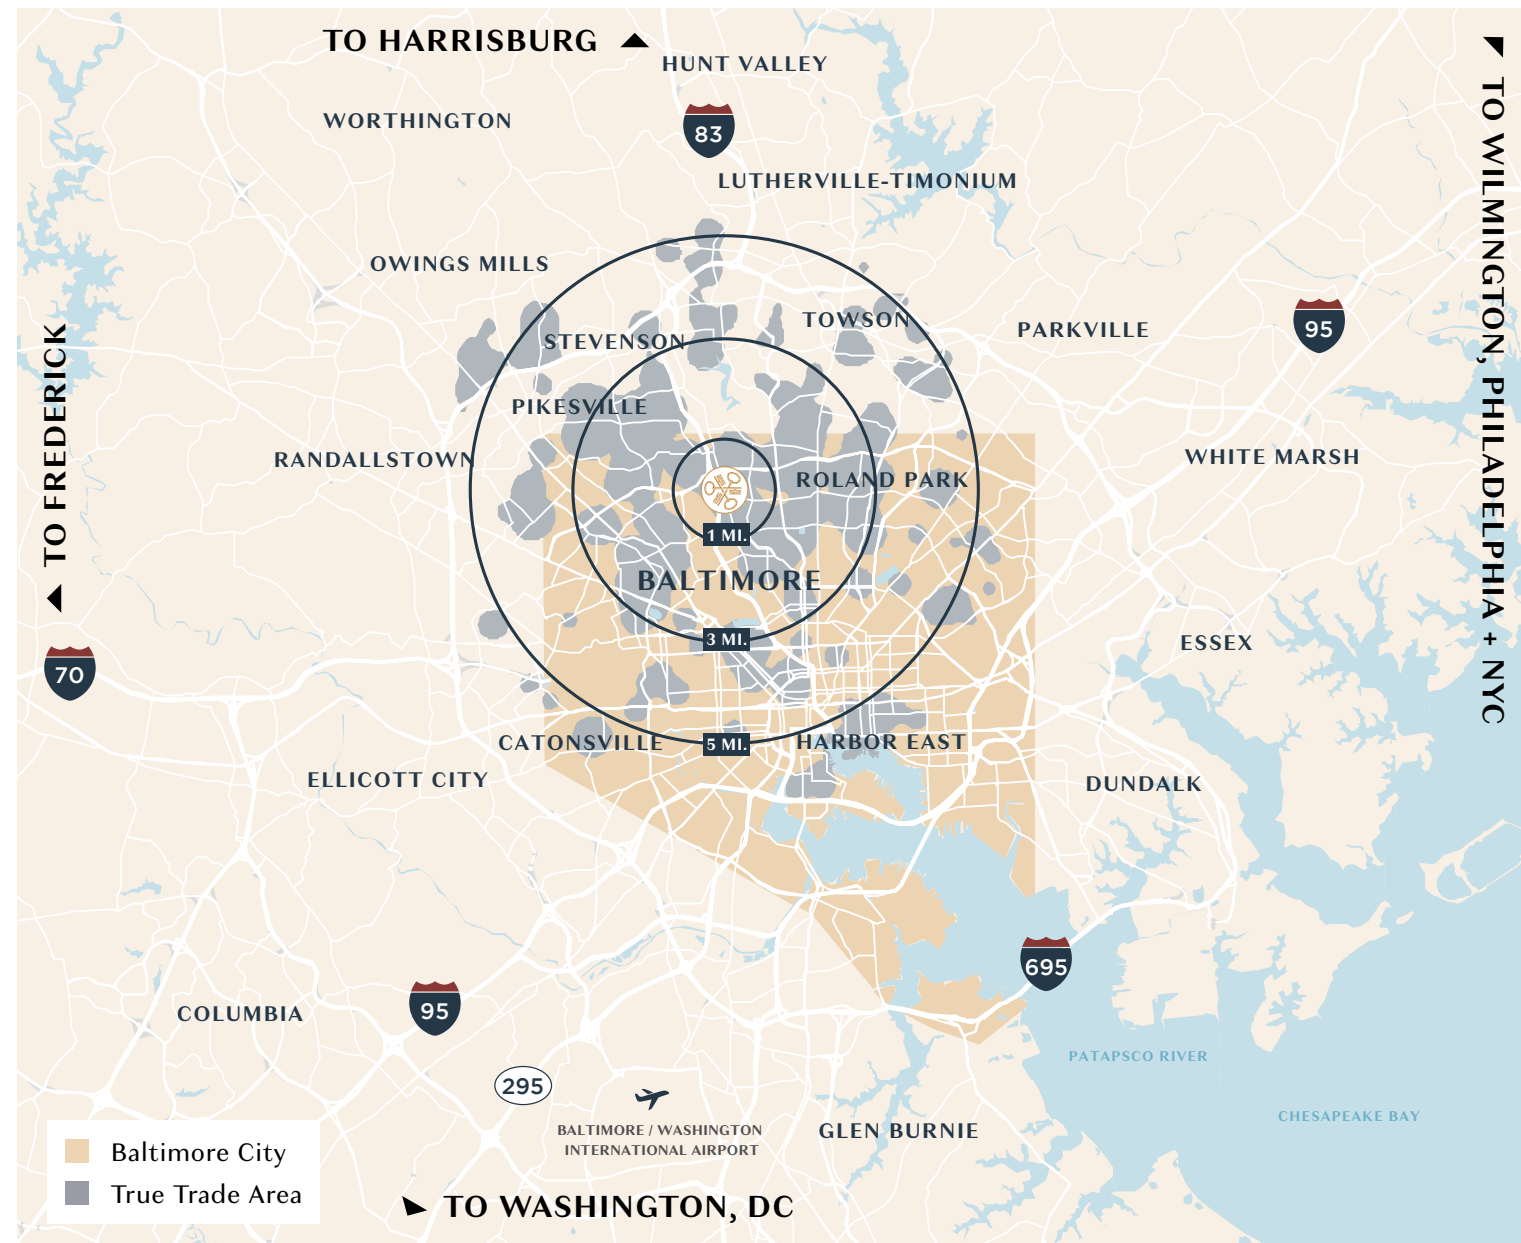 TO HARRISBURG
HUNT VALLEY
WORTHINGTON
83
LUTHERVILLE-TIMONIUM
TO WILMINGTON, PHILADELPHIA + NYC
OWINGS MILLS
TOWSON
PARKVILLE
95
STEVENSON
TO FREDERICK
PIKESVILLE
RANDALLSTOWN
WHITE MARSH
ROLAND PARK
1 MI.
BALTIMORE
3 MI.
ESSEX
70
CATONSVILLE
5 MI.
HARBOR EAST
ELLICOTT CITY
DUNDALK
695
95
COLUMBIA
PATAPSCO RIVER
295
CHESAPEAKE BAY
BALTIMORE / WASHINGTON
INTERNATIONAL AIRPORT
GLEN BURNIE
Baltimore City
True Trade Area
TO WASHINGTON, DC